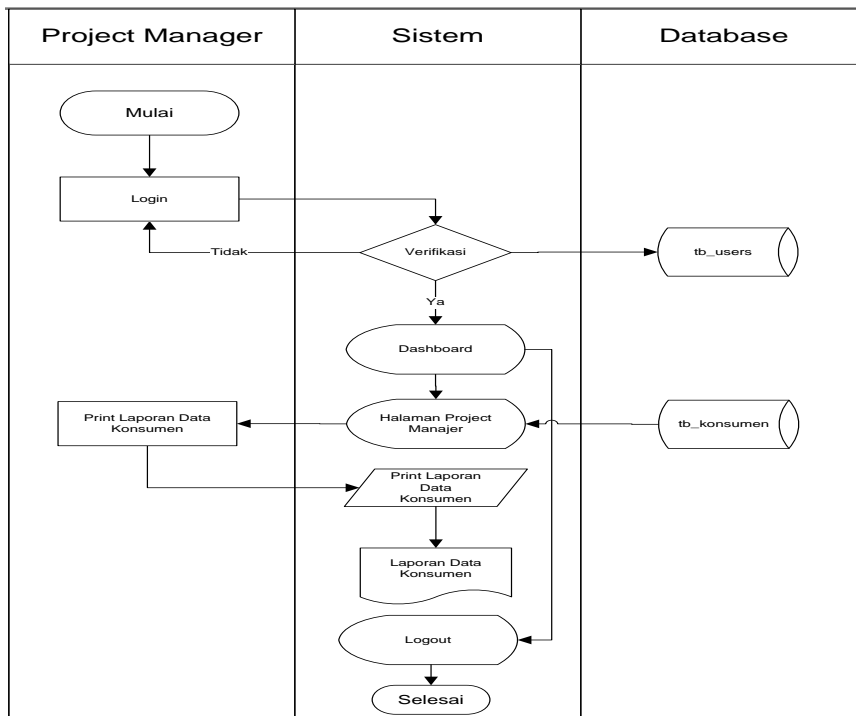 Project Manager
Sistem
Database
Mulai
Login
Verifikasi
tb_users
Tidak
Ya
Dashboard
Print Laporan Data
Konsumen
Halaman Project
Manajer
tb_konsumen
Print Laporan
Data
Konsumen
Laporan Data
Konsumen
Logout
Selesai